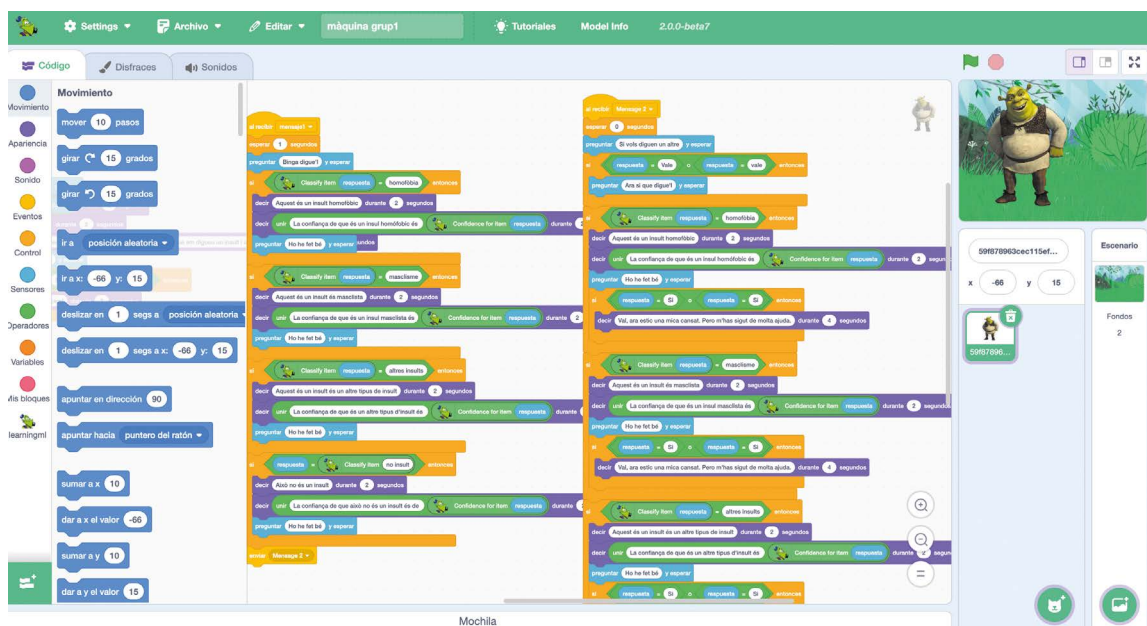 Settings
Archivo
Editar
màquina grup1
Tutoriales
Model Info
2.0.0-beta7
Código
Disfraces
Sonidos
Movimiento
Apariencia
Sonido
Eventos
Control
Sensores
Operadores
Variables
Mis bloques
learningml
Movimiento
mover 10 pasos
girar 15 grados
girar 15 grados
ir a posición aleatoria
ir a x: -66 y: 15
deslizar en 1 segs a posición aleatoria
deslizar en 1 segs a x: -66 y: 15
apuntar en dirección 90
apuntar hacia puntero del ratón
sumar a x 10
dar a x el valor -66
sumar a y 10
dar a y el valor 15
al recibir mensaje1
esperar 1 segundos
preguntar Binga digue'l y esperar
si Classify item respuesta = homofòbia entonces
decir Aquest és un insult homofòbic durante 2 segundos
decir unir La confiança de que és un insul homófobic és Confidence for item respuesta durante
preguntar Ho he fet bé y esperar
si Classify item respuesta = masclisme entonces
decir Aquest és un insult és masclista durante 2 segundos
decir unir La confiança de que és un insul masclista és Confidence for item respuesta durante 2
preguntar Ho he fet bé y esperar
si Classify item respuesta = altres insults entonces
decir Aquest és un insult és un altre tipus de insult durante 2 segundos
decir unir La confiança de que és un altre tipus d'insult és Confidence for item respuesta durante
preguntar Ho he fet bé y esperar
si respuesta = Classify item no insult entonces
decir Això no és un insult durante 2 segundos
decir unir La confiança de que això no és un insult és de Confidence for item respuesta durante
preguntar Ho he fet bé y esperar
enviar Mensage 2
al recibir Mensage 2
esperar 0 segundos
preguntar Si vols diguen un altre y esperar
si respuesta = Vale o respuesta = vale entonces
preguntar Ara si que digue'l y esperar
si Classify item respuesta = homofòbia entonces
decir Aquest és un insult homofòbic durante 2 segundos
decir unir La confiança de que és un insul homófobic és Confidence for item respuesta durante 2
preguntar Ho he fet bé y esperar
si respuesta = Si o respuesta = Si entonces
decir Val, ara estic una mica cansat. Pero m'has sigut de molta ajuda. durante 4 segundos
si Classify item respuesta = masclisme entonces
decir Aquest és un insult és masclista durante 2 segundos
decir unir La confiança de que és un insul masclista és Confidence for item respuesta durante 2
preguntar Ho he fet bé y esperar
si respuesta = Si o respuesta = Si entonces
decir Val, ara estic una mica cansat. Pero m'has sigut de molta ajuda. durante 4 segundos
si Classify item respuesta = altres insults entonces
decir Aquest és un insult és un altre tipus de insult durante 2 segundos
decir unir La confiança de que és un altre tipus d'insult és Confidence for item respuesta durante
preguntar Ho he fet bé y esperar
si respuesta = Si o respuesta = Si entonces
59f878963cec115ef...
x -66 y 15
59f87896...
Escenario
Fondos
2
Mochila